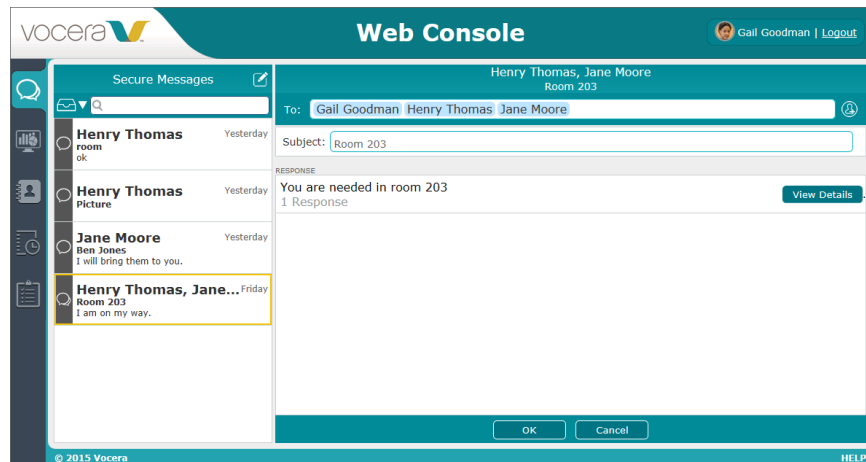 vocera
Web Console
Gail Goodman | Logout
Secure Messages
Henry Thomas Yesterday
room
ok
Henry Thomas Yesterday
Picture
Jane Moore Yesterday
Ben Jones
I will bring them to you.
Henry Thomas, Jane... Friday
Room 203
I am on my way.
Henry Thomas, Jane Moore
Room 203
To: Gail Goodman Henry Thomas Jane Moore
Subject: Room 203
RESPONSE
You are needed in room 203
1 Response
View Details
OK Cancel
© 2015 Vocera
HELP